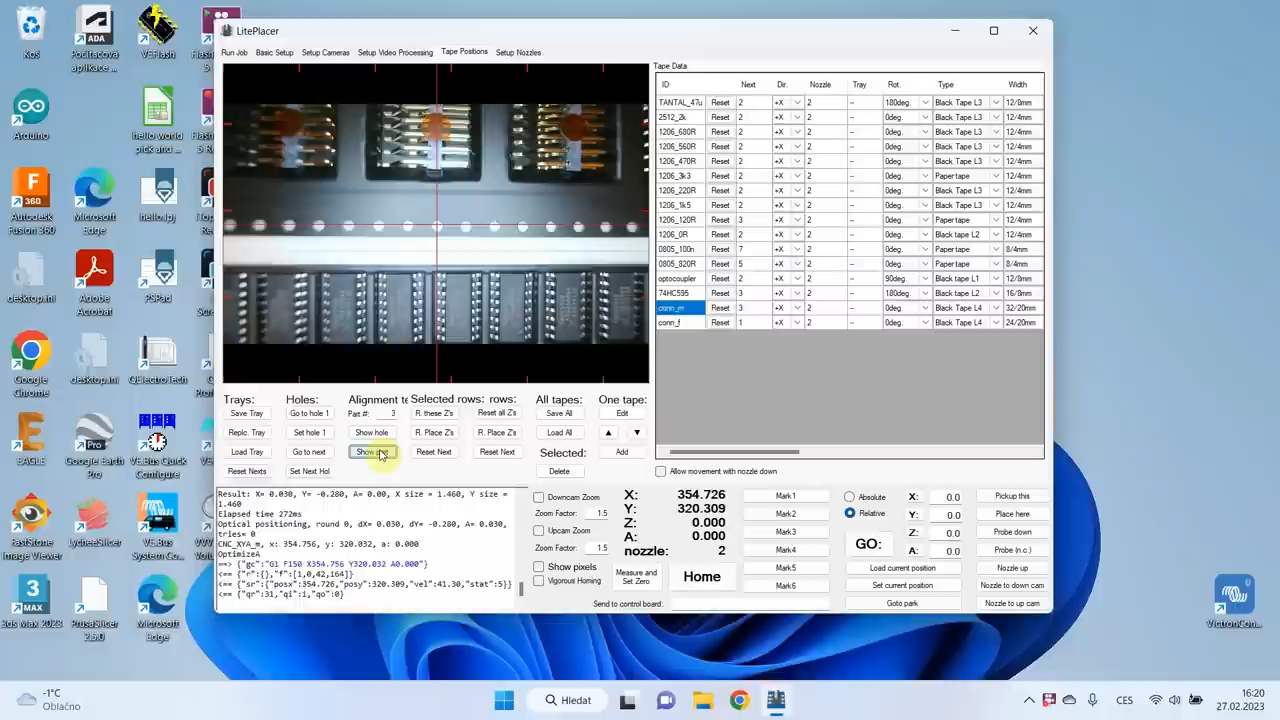 LitePlacer
Run Job Basic Setup Setup Cameras Setup Video Processing Tape Positions Setup Nozzles
Tape Data
ID Next Dir. Nozzle Tray Rot. Type Width
TANTAL_47u Reset 2 +X 2 -- 180deg. Black Tape L3 12/8mm
2512_2k Reset 2 +X 2 -- 0deg. Black Tape L3 12/4mm
1206_680R Reset 2 +X 2 -- 0deg. Black Tape L3 12/4mm
1206_560R Reset 2 +X 2 -- 0deg. Black Tape L3 12/4mm
1206_470R Reset 2 +X 2 -- 0deg. Black Tape L3 12/4mm
1206_3k3 Reset 2 +X 2 -- 0deg. Paper tape 12/4mm
1206_220R Reset 2 +X 2 -- 0deg. Black Tape L3 12/4mm
1206_1k5 Reset 2 +X 2 -- 0deg. Black Tape L3 12/4mm
1206_120R Reset 3 +X 2 -- 0deg. Paper tape 12/4mm
1206_0R Reset 2 +X 2 -- 0deg. Black tape L2 12/4mm
0805_100n Reset 7 +X 2 -- 0deg. Paper tape 8/4mm
0805_820R Reset 5 +X 2 -- 0deg. Paper tape 8/4mm
optocoupler Reset 2 +X 2 -- 90deg. Black tape L1 12/8mm
74HC595 Reset 3 +X 2 -- 180deg. Black tape L2 16/8mm
conn_m Reset 3 +X 2 -- 0deg. Black Tape L4 32/20mm
conn_f Reset 1 +X 2 -- 0deg. Black Tape L4 24/20mm
Trays: Holes: Alignment te Selected rows: rows: All tapes: One tape:
Save Tray Go to hole 1 Part #: 3 R. these Z's Reset all Z's Save All Edit
Replc. Tray Set hole 1 Show hole R. Place Z's R. Place Z's Load All ▲ ▼
Load Tray Go to next Reset Next Reset Next Selected: Add
Reset Nexts Set Next Hol Delete
Allow movement with nozzle down
Result: X= 0.030, Y= -0.280, A= 0.00, X size = 1.460, Y size =
1.460
Elapsed time 272ms
Optical positioning, round 0, dX= 0.030, dY= -0.280, A= 0.030,
tries= 0
CNC_XYA_m, x: 354.756, y: 320.032, a: 0.000
OptimizeA
==> {"gc":"G1 F150 X354.756 Y320.032 A0.000"}
<== {"r":{},"f":[1,0,42,164]}
<== {"sr":{"posx":354.726,"posy":320.309,"vel":41.30,"stat":5}}
<== {"qr":31,"qi":1,"qo":0}
Downcam Zoom
Zoom Factor: 1.5
Upcam Zoom
Zoom Factor: 1.5
Show pixels
Vigorous Homing
X: 354.726
Y: 320.309
Z: 0.000
A: 0.000
nozzle: 2
Measure and
Set Zero
Home
Send to control board:
Mark1
Mark2
Mark3
Mark4
Mark5
Mark6
Absolute
Relative
X: 0.0
Y: 0.0
Z: 0.0
A: 0.0
GO:
Load current position
Set current position
Goto park
Pickup this
Place here
Probe down
Probe (n.c.)
Nozzle up
Nozzle to down cam
Nozzle to up cam
Koš
Počítačová
aplikace ...
ADA
VEFlash
Flash
Arduino
hello world
pick and ...
Autodesk
Fusion 360
Microsoft
Edge
hello.tpj
desktop.ini
Adobe
Acrobat
PSPad
Google
Chrome
desktop.ini
QElectroTech
EAGLE
Google Earth
Pro
VE.Bus Quick
Configure
FastStone
Image Viewer
LycheeSlicer
VE.Bus
System Co...
3ds Max 2023
PrusaSlicer
2.5.0
Microsoft
Edge
VictronCon...
-1°C
Oblačno
Hledat
CES
16:20
27.02.2023